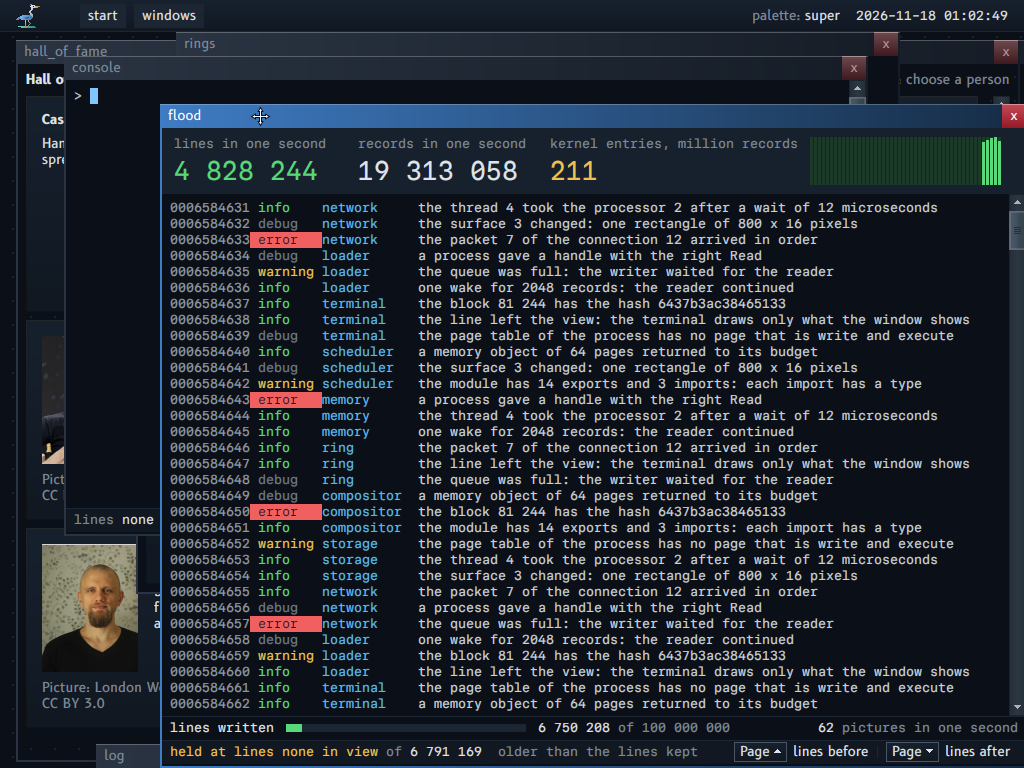 start windows palette: super 2026-11-18 01:02:49
hall_of_fame
rings x
x
console x
Hall o
choose a person
>
Cas
Han
spre
flood x
lines in one second records in one second kernel entries, million records
4 828 244 19 313 058 211
0006584631 info network the thread 4 took the processor 2 after a wait of 12 microseconds
0006584632 debug network the surface 3 changed: one rectangle of 800 x 16 pixels
0006584633 error network the packet 7 of the connection 12 arrived in order
0006584634 debug loader a process gave a handle with the right Read
0006584635 warning loader the queue was full: the writer waited for the reader
0006584636 info loader one wake for 2048 records: the reader continued
0006584637 info terminal the block 81 244 has the hash 6437b3ac38465133
0006584638 info terminal the line left the view: the terminal draws only what the window shows
0006584639 debug terminal the page table of the process has no page that is write and execute
0006584640 info scheduler a memory object of 64 pages returned to its budget
0006584641 debug scheduler the surface 3 changed: one rectangle of 800 x 16 pixels
0006584642 warning scheduler the module has 14 exports and 3 imports: each import has a type
0006584643 error memory a process gave a handle with the right Read
0006584644 info memory the thread 4 took the processor 2 after a wait of 12 microseconds
0006584645 info memory one wake for 2048 records: the reader continued
0006584646 info ring the packet 7 of the connection 12 arrived in order
0006584647 info ring the line left the view: the terminal draws only what the window shows
0006584648 debug ring the queue was full: the writer waited for the reader
0006584649 debug compositor a memory object of 64 pages returned to its budget
0006584650 error compositor the block 81 244 has the hash 6437b3ac38465133
0006584651 info compositor the module has 14 exports and 3 imports: each import has a type
0006584652 warning storage the page table of the process has no page that is write and execute
0006584653 info storage the thread 4 took the processor 2 after a wait of 12 microseconds
0006584654 info storage the surface 3 changed: one rectangle of 800 x 16 pixels
0006584655 info network the packet 7 of the connection 12 arrived in order
0006584656 debug network a process gave a handle with the right Read
0006584657 error network the queue was full: the writer waited for the reader
0006584658 debug loader one wake for 2048 records: the reader continued
0006584659 warning loader the block 81 244 has the hash 6437b3ac38465133
0006584660 info loader the line left the view: the terminal draws only what the window shows
0006584661 info terminal the page table of the process has no page that is write and execute
0006584662 info terminal a memory object of 64 pages returned to its budget
lines written 6 750 208 of 100 000 000 62 pictures in one second
held at lines none in view of 6 791 169 older than the lines kept Page lines before Page lines after
Pict
CC
lines none
Picture: London W
CC BY 3.0
log